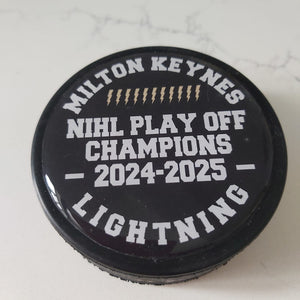 MILTON KEYNES
NIHL PLAY OFF
CHAMPIONS
- 2024-2025 -
LIGHTNING